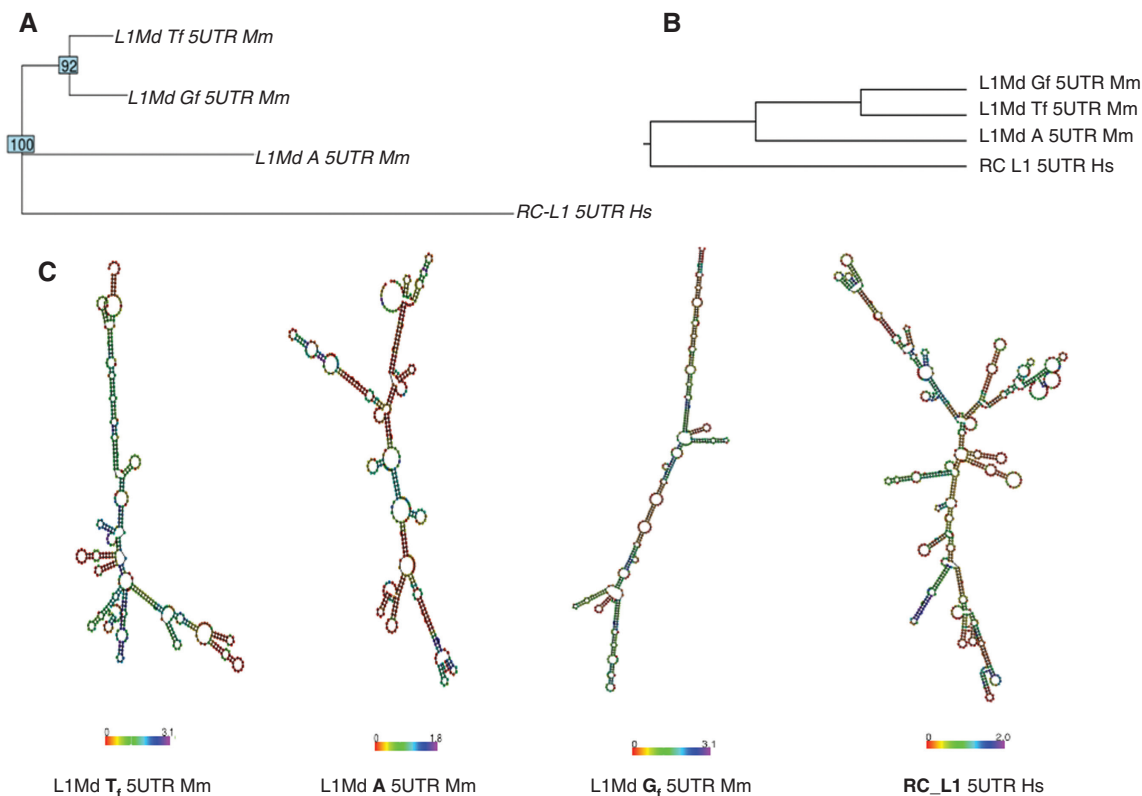 A
B
L1Md Tf 5UTR Mm
92
L1Md Gf 5UTR Mm
100
L1Md A 5UTR Mm
RC-L1 5UTR Hs
L1Md Gf 5UTR Mm
L1Md Tf 5UTR Mm
L1Md A 5UTR Mm
RC L1 5UTR Hs
C
0 3.1
0 1.8
0 3.1
0 2.0
L1Md Tf 5UTR Mm
L1Md A 5UTR Mm
L1Md Gf 5UTR Mm
RC_L1 5UTR Hs